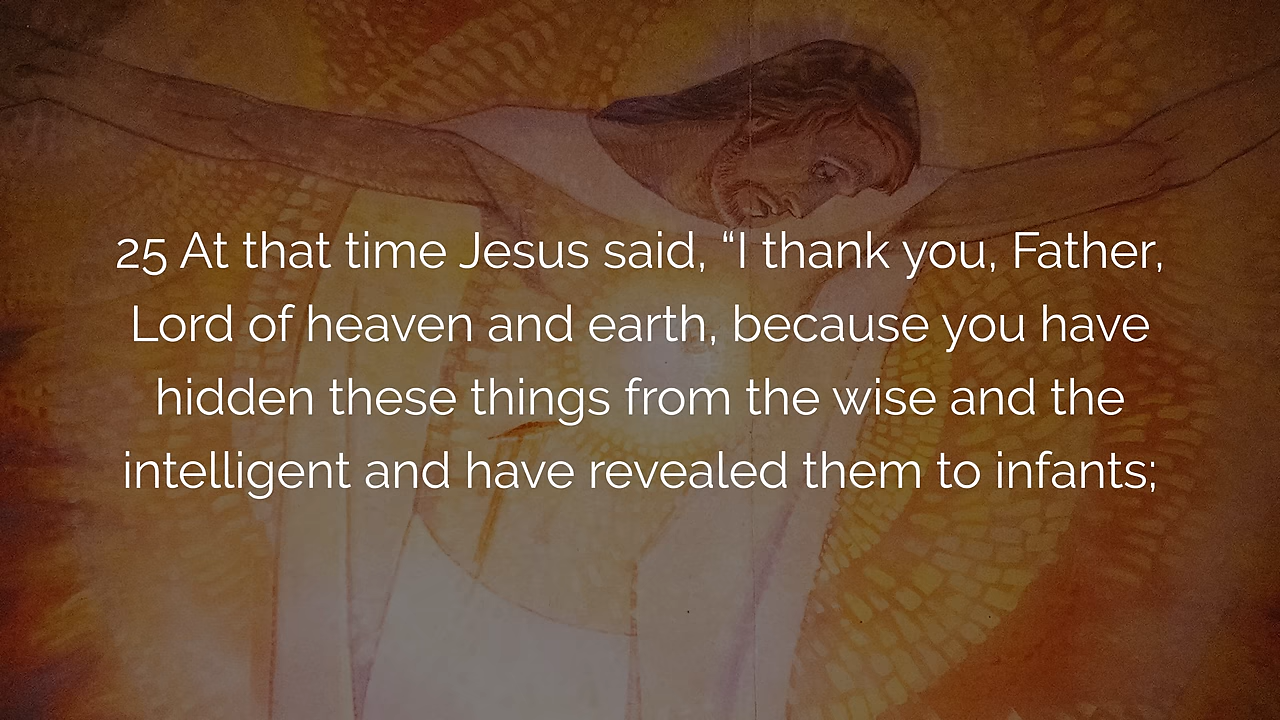 25 At that time Jesus said, “I thank you, Father,
Lord of heaven and earth, because you have
hidden these things from the wise and the
intelligent and have revealed them to infants;